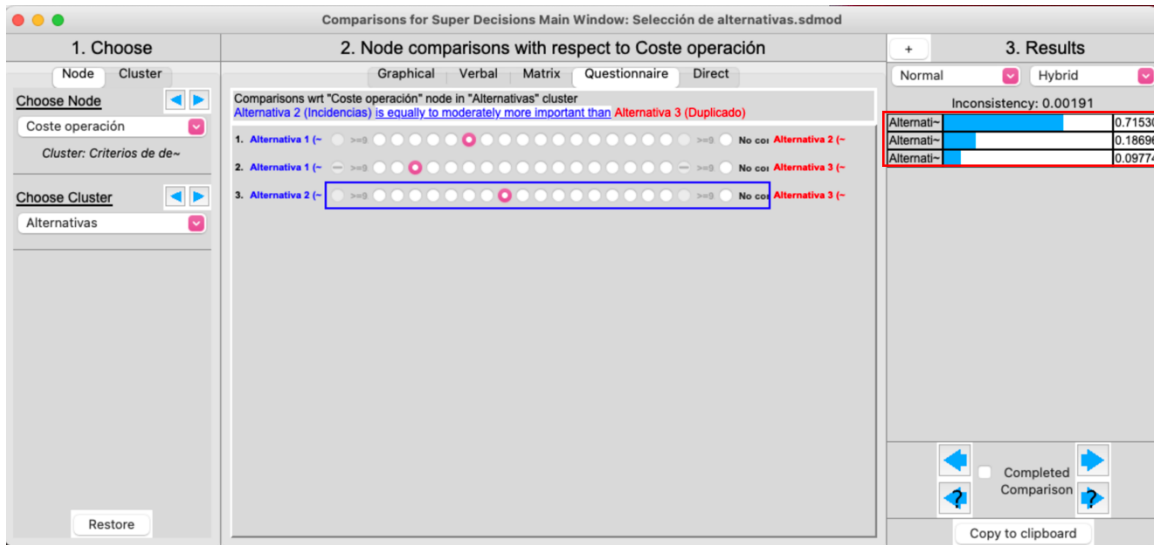 Comparisons for Super Decisions Main Window: Selección de alternativas.sdmod
1. Choose
Node Cluster
Choose Node
Coste operación
Cluster: Criterios de de~
Choose Cluster
Alternativas
Restore
2. Node comparisons with respect to Coste operación
Graphical Verbal Matrix Questionnaire Direct
Comparisons wrt "Coste operación" node in "Alternativas" cluster
Alternativa 2 (Incidencias) is equally to moderately more important than Alternativa 3 (Duplicado)
1. Alternativa 1 (~ >=9 >=9 No coi Alternativa 2 (~
2. Alternativa 1 (~ >=9 >=9 No coi Alternativa 3 (~
3. Alternativa 2 (~ >=9 >=9 No coi Alternativa 3 (~
+ 3. Results
Normal Hybrid
Inconsistency: 0.00191
Alternati~ 0.71530
Alternati~ 0.18696
Alternati~ 0.09774
Completed
Comparison
? ?
Copy to clipboard